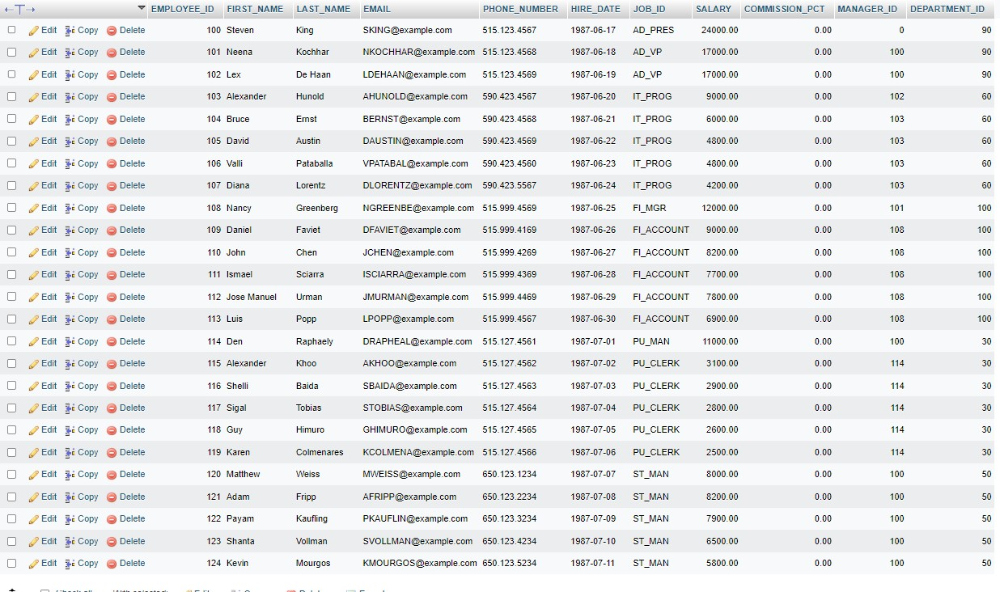 EMPLOYEE_ID FIRST_NAME LAST_NAME EMAIL PHONE_NUMBER HIRE_DATE JOB_ID SALARY COMMISSION_PCT MANAGER_ID DEPARTMENT_ID
Edit Copy Delete 100 Steven King SKING@example.com 515.123.4567 1987-06-17 AD_PRES 24000.00 0.00 0 90
Edit Copy Delete 101 Neena Kochhar NKOCHHAR@example.com 515.123.4568 1987-06-18 AD_VP 17000.00 0.00 100 90
Edit Copy Delete 102 Lex De Haan LDEHAAN@example.com 515.123.4569 1987-06-19 AD_VP 17000.00 0.00 100 90
Edit Copy Delete 103 Alexander Hunold AHUNOLD@example.com 590.423.4567 1987-06-20 IT_PROG 9000.00 0.00 102 60
Edit Copy Delete 104 Bruce Ernst BERNST@example.com 590.423.4568 1987-06-21 IT_PROG 6000.00 0.00 103 60
Edit Copy Delete 105 David Austin DAUSTIN@example.com 590.423.4569 1987-06-22 IT_PROG 4800.00 0.00 103 60
Edit Copy Delete 106 Valli Pataballa VPATABAL@example.com 590.423.4560 1987-06-23 IT_PROG 4800.00 0.00 103 60
Edit Copy Delete 107 Diana Lorentz DLORENTZ@example.com 590.423.5567 1987-06-24 IT_PROG 4200.00 0.00 103 60
Edit Copy Delete 108 Nancy Greenberg NGREENBE@example.com 515.999.4569 1987-06-25 FI_MGR 12000.00 0.00 101 100
Edit Copy Delete 109 Daniel Faviet DFAVIET@example.com 515.999.4169 1987-06-26 FI_ACCOUNT 9000.00 0.00 108 100
Edit Copy Delete 110 John Chen JCHEN@example.com 515.999.4269 1987-06-27 FI_ACCOUNT 8200.00 0.00 108 100
Edit Copy Delete 111 Ismael Sciarra ISCIARRA@example.com 515.999.4369 1987-06-28 FI_ACCOUNT 7700.00 0.00 108 100
Edit Copy Delete 112 Jose Manuel Urman JMURMAN@example.com 515.999.4469 1987-06-29 FI_ACCOUNT 7800.00 0.00 108 100
Edit Copy Delete 113 Luis Popp LPOPP@example.com 515.999.4567 1987-06-30 FI_ACCOUNT 6900.00 0.00 108 100
Edit Copy Delete 114 Den Raphaely DRAPHEAL@example.com 515.127.4561 1987-07-01 PU_MAN 11000.00 0.00 100 30
Edit Copy Delete 115 Alexander Khoo AKHOO@example.com 515.127.4562 1987-07-02 PU_CLERK 3100.00 0.00 114 30
Edit Copy Delete 116 Shelli Baida SBAIDA@example.com 515.127.4563 1987-07-03 PU_CLERK 2900.00 0.00 114 30
Edit Copy Delete 117 Sigal Tobias STOBIAS@example.com 515.127.4564 1987-07-04 PU_CLERK 2800.00 0.00 114 30
Edit Copy Delete 118 Guy Himuro GHIMURO@example.com 515.127.4565 1987-07-05 PU_CLERK 2600.00 0.00 114 30
Edit Copy Delete 119 Karen Colmenares KCOLMENA@example.com 515.127.4566 1987-07-06 PU_CLERK 2500.00 0.00 114 30
Edit Copy Delete 120 Matthew Weiss MWEISS@example.com 650.123.1234 1987-07-07 ST_MAN 8000.00 0.00 100 50
Edit Copy Delete 121 Adam Fripp AFRIPP@example.com 650.123.2234 1987-07-08 ST_MAN 8200.00 0.00 100 50
Edit Copy Delete 122 Payam Kaufling PKAUFLIN@example.com 650.123.3234 1987-07-09 ST_MAN 7900.00 0.00 100 50
Edit Copy Delete 123 Shanta Vollman SVOLLMAN@example.com 650.123.4234 1987-07-10 ST_MAN 6500.00 0.00 100 50
Edit Copy Delete 124 Kevin Mourgos KMOURGOS@example.com 650.123.5234 1987-07-11 ST_MAN 5800.00 0.00 100 50